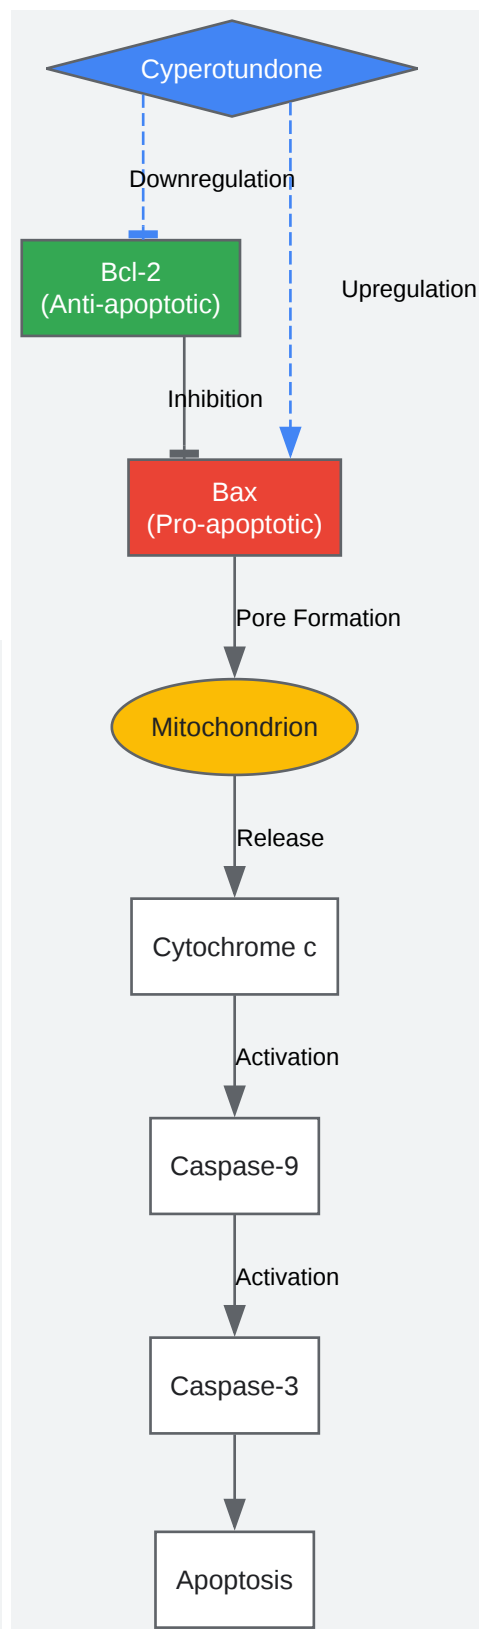 Cyperotundone
Downregulation
Bcl-2
(Anti-apoptotic)
Upregulation
Inhibition
Bax
(Pro-apoptotic)
Pore Formation
Mitochondrion
Release
Cytochrome c
Activation
Caspase-9
Activation
Caspase-3
Apoptosis